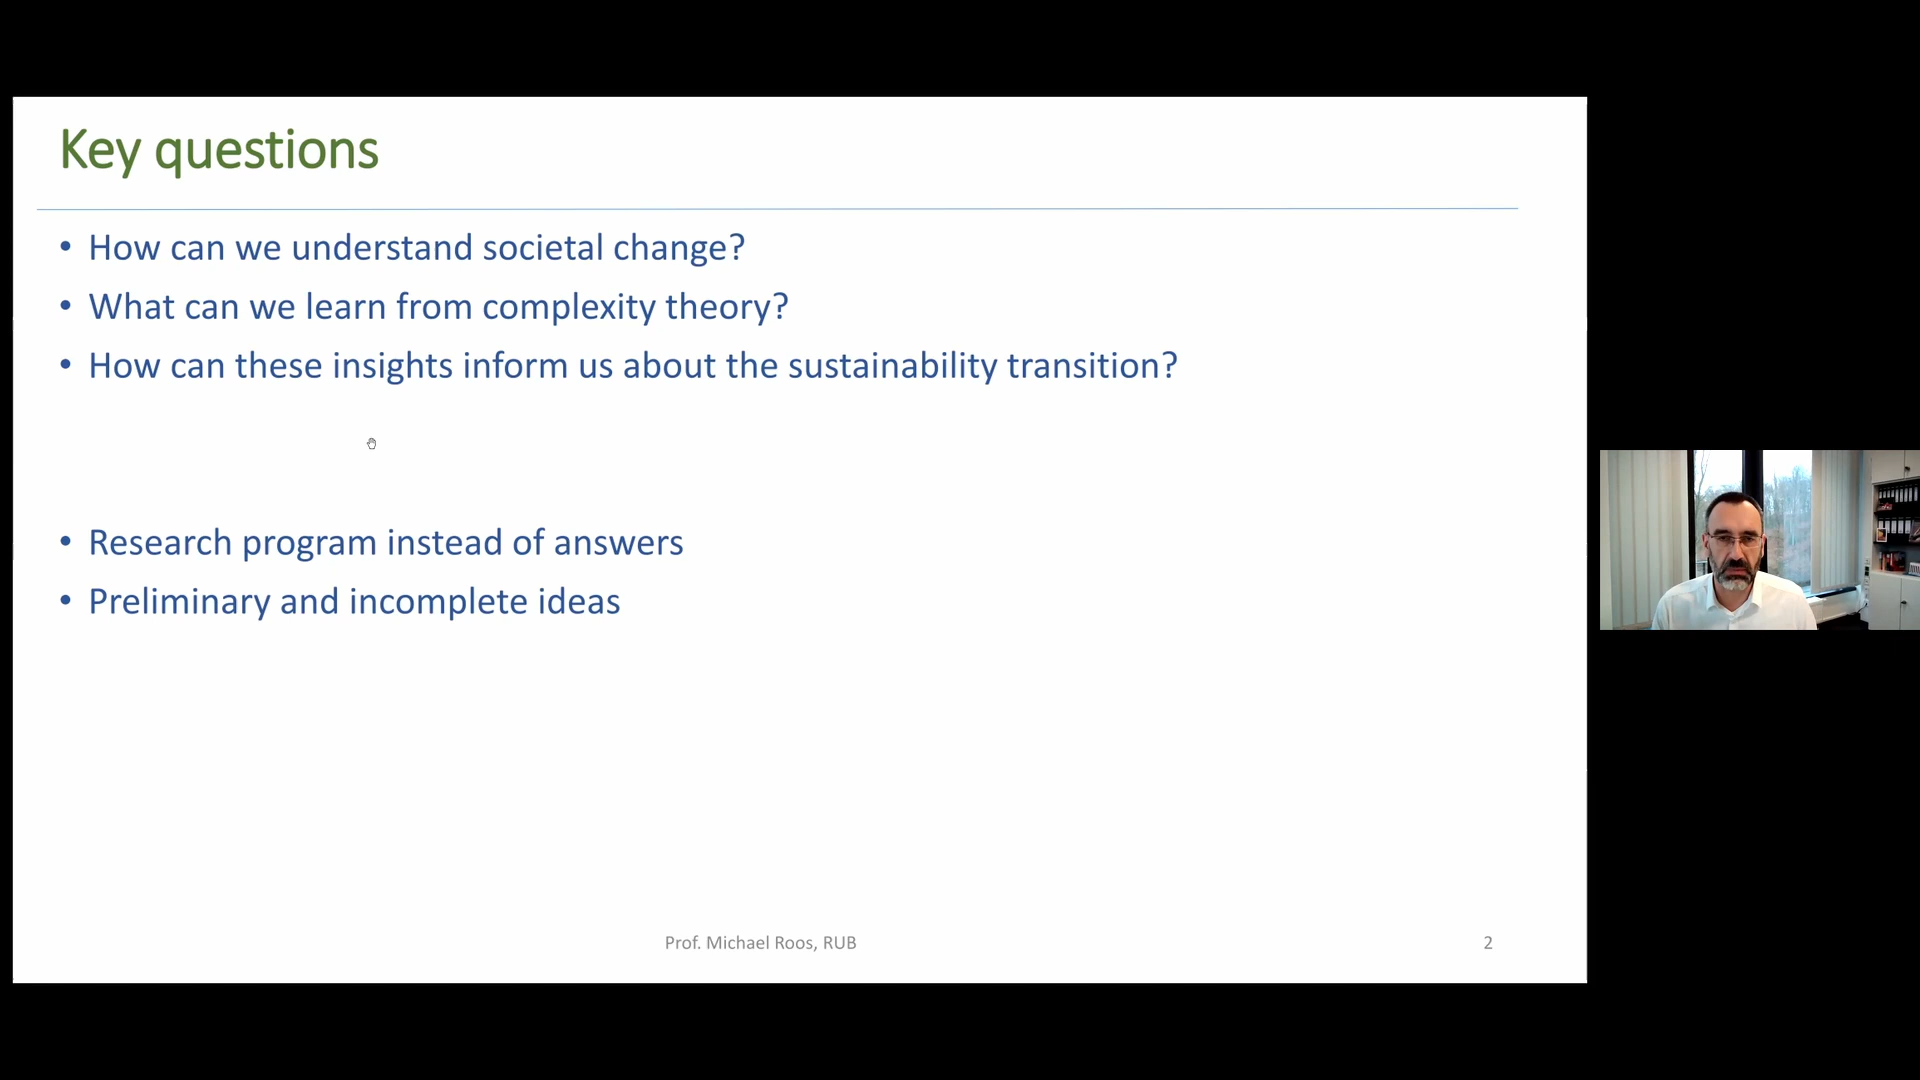 Key questions
• How can we understand societal change?
• What can we learn from complexity theory?
• How can these insights inform us about the sustainability transition?
• Research program instead of answers
• Preliminary and incomplete ideas
Prof. Michael Roos, RUB
2